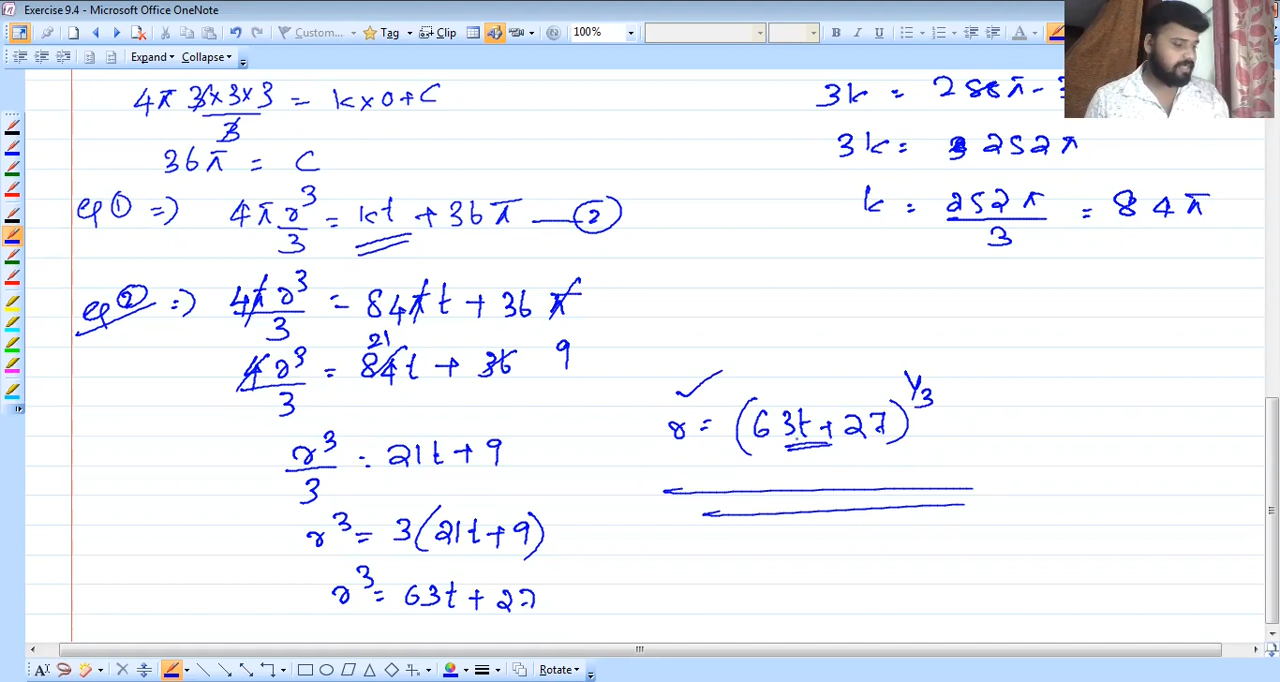 Exercise 9.4 - Microsoft Office OneNote
Custom... Tag Clip 100% B I U A
Expand Collapse
4π 3×3×3/3 = k×0+C
36π = C
eq ① =) 4πr³/3 = kt + 36π —②
eq ② =) 4πr³/3 = 84πt + 36π
4r³/3 = 84t + 36 21 9
r³/3 = 21t + 9
r³ = 3(21t+9)
r³ = 63t + 27
3k = 288π - 3
3k = 252π
k = 252π/3 = 84π
✓
r = (63t+27)^1/3
A Rotate